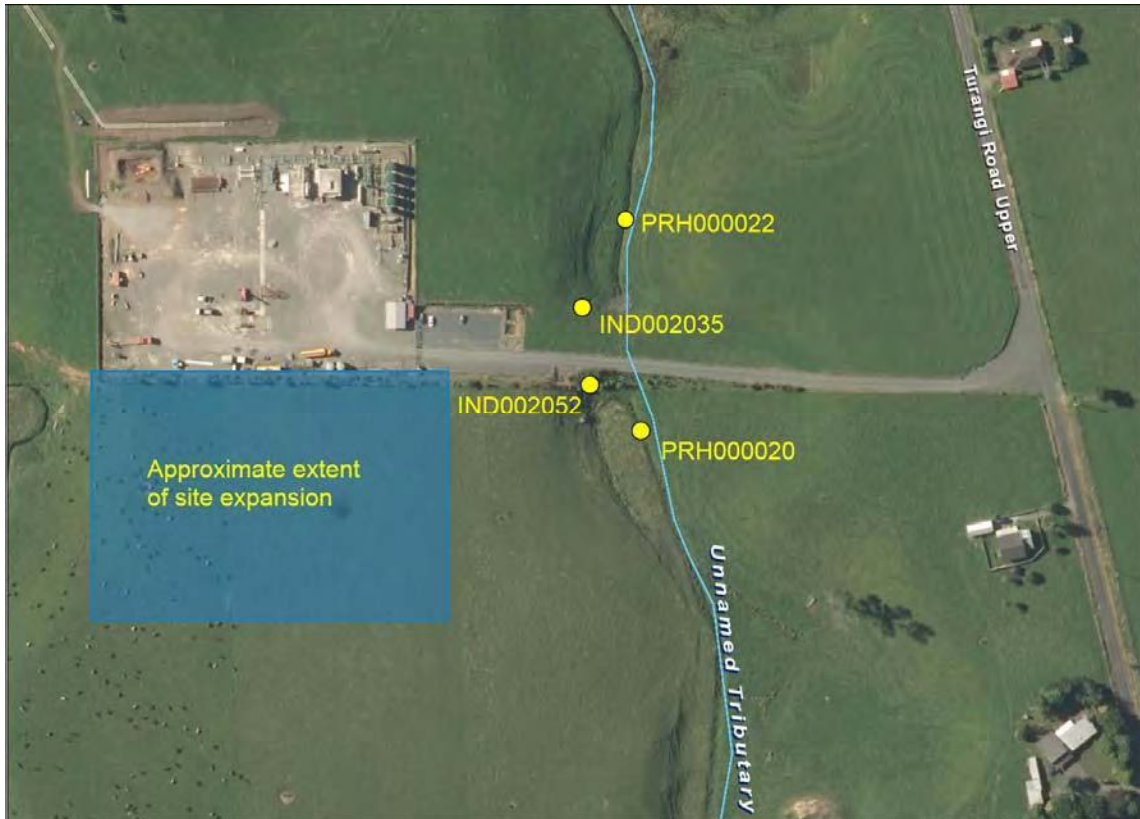 Turangi Road Upper
PRH000022
IND002035
IND002052
PRH000020
Approximate extent
of site expansion
Unnamed Tributary